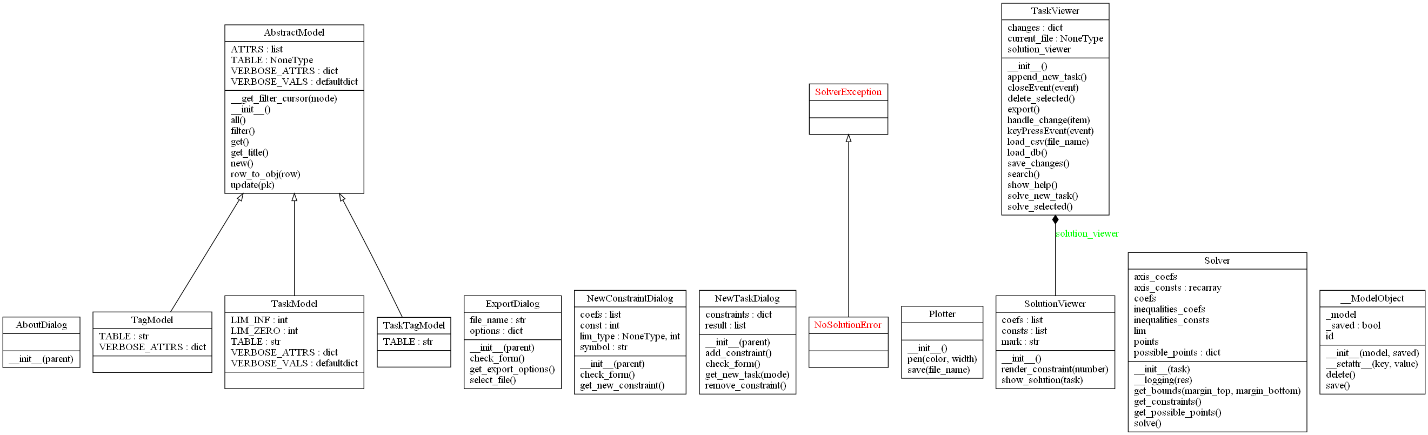 AbstractModel
ATTRS : list
TABLE : NoneType
VERBOSE_ATTRS : dict
VERBOSE_VALS : defaultdict
__get_filter_cursor(mode)
__init__()
all()
filter()
get()
get_title()
new()
row_to_obj(row)
update(pk)
SolverException
TaskViewer
changes : dict
current_file : NoneType
solution_viewer
__init__()
append_new_task()
closeEvent(event)
delete_selected()
export()
handle_change(item)
keyPressEvent(event)
load_csv(file_name)
load_db()
save_changes()
search()
show_help()
solve_new_task()
solve_selected()
solution_viewer
AboutDialog
__init__(parent)
TagModel
TABLE : str
VERBOSE_ATTRS : dict
TaskModel
LIM_INF : int
LIM_ZERO : int
TABLE : str
VERBOSE_ATTRS : dict
VERBOSE_VALS : defaultdict
TaskTagModel
TABLE : str
ExportDialog
file_name : str
options : dict
__init__(parent)
check_form()
get_export_options()
select_file()
NewConstraintDialog
coefs : list
const : int
lim_type : NoneType, int
symbol : str
__init__(parent)
check_form()
get_new_constraint()
NewTaskDialog
constraints : dict
result : list
__init__(parent)
add_constraint()
check_form()
get_new_task(mode)
remove_constraint()
NoSolutionError
Plotter
__init__()
pen(color, width)
save(file_name)
SolutionViewer
coefs : list
consts : list
mark : str
__init__()
render_constraint(number)
show_solution(task)
Solver
axis_coefs
axis_consts : recarray
coefs
inequalities_coefs
inequalities_consts
lim
points
possible_points : dict
__init__(task)
__logging(res)
get_bounds(margin_top, margin_bottom)
get_constraints()
get_possible_points()
solve()
__ModelObject
_model
_saved : bool
id
__init__(model, saved)
__setattr__(key, value)
delete()
save()